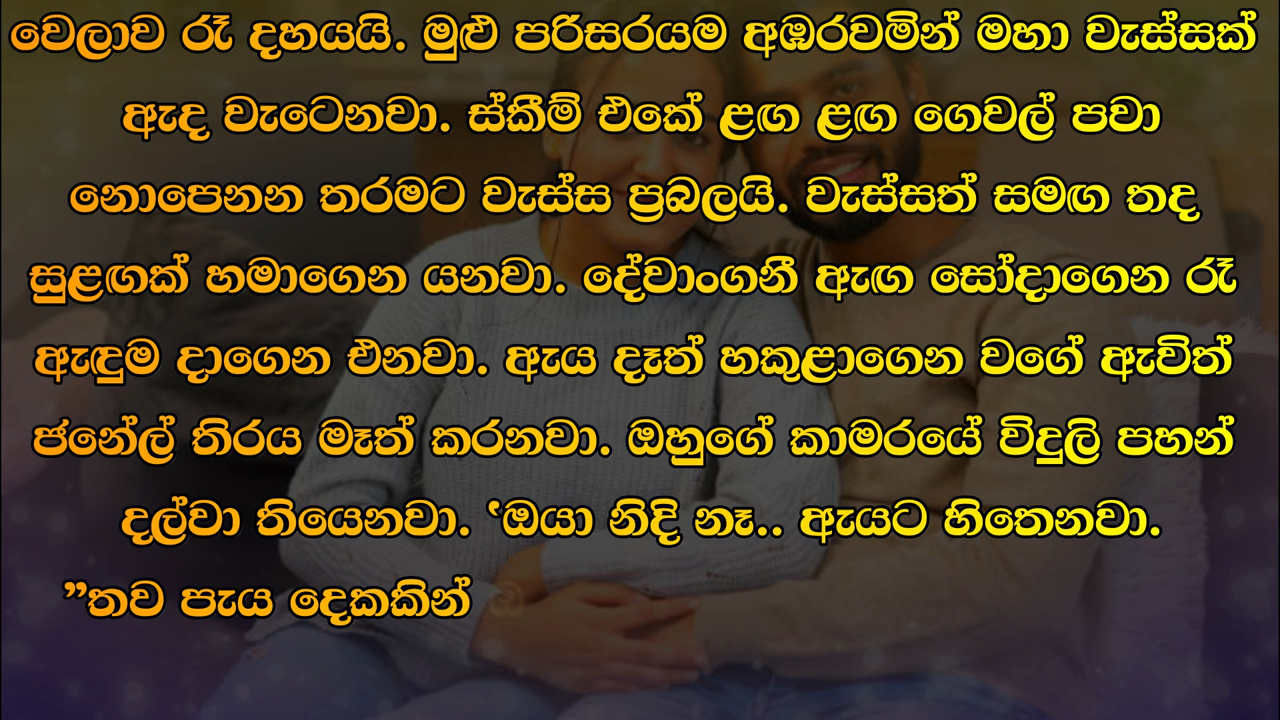 වෙලාව රෑ දහයයි. මුළු පරිසරයම අඹරවමින් මහා වැස්සක්
ඇද වැටෙනවා. ස්කීම් එකේ ළඟ ළඟ ගෙවල් පවා
නොපෙනන තරමට වැස්ස ප්‍රබලයි. වැස්සත් සමඟ තද
සුළඟක් හමාගෙන යනවා. දේවාංගනී ඇඟ සෝදාගෙන රෑ
ඇඳුම දාගෙන එනවා. ඇය දෑත් හකුළාගෙන වගේ ඇවිත්
ජනේල් තිරය මෑත් කරනවා. ඔහුගේ කාමරයේ විදුලි පහන්
දල්වා තියෙනවා. ‘ඔයා නිදි නෑ.. ඇයට හිතෙනවා.
”තව පැය දෙකකින්